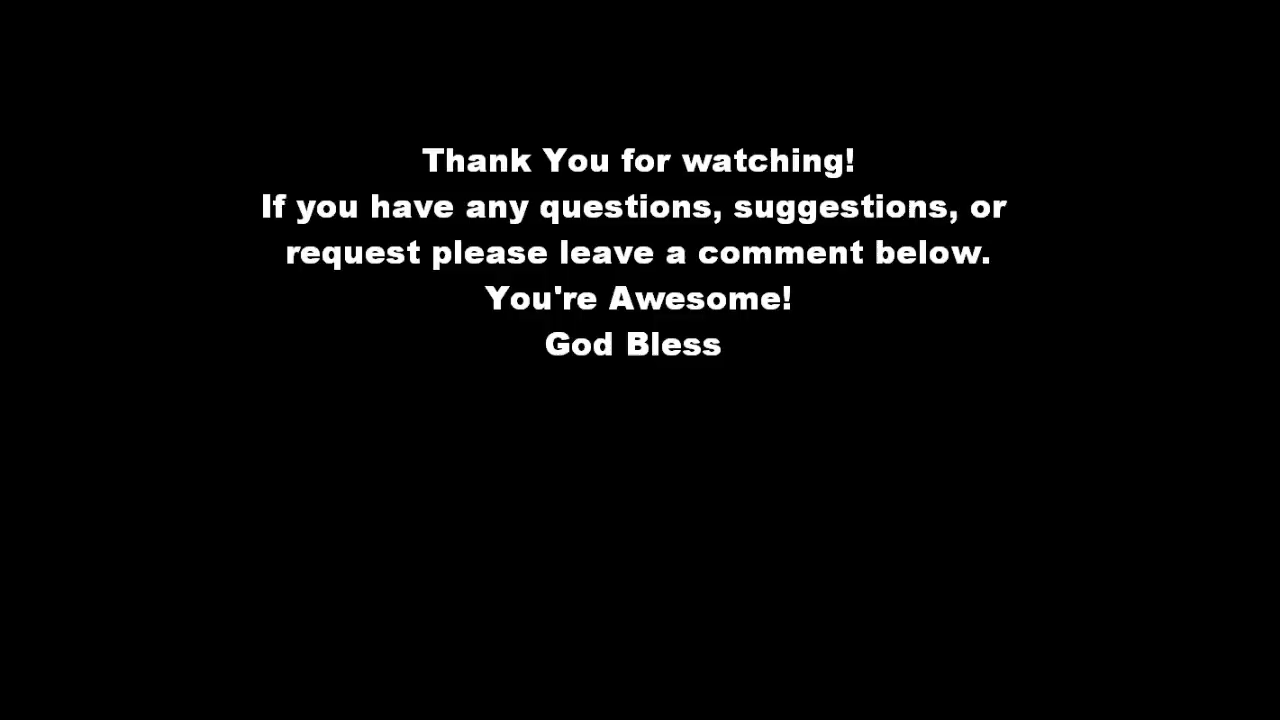 Thank You for watching!
If you have any questions, suggestions, or
request please leave a comment below.
You're Awesome!
God Bless